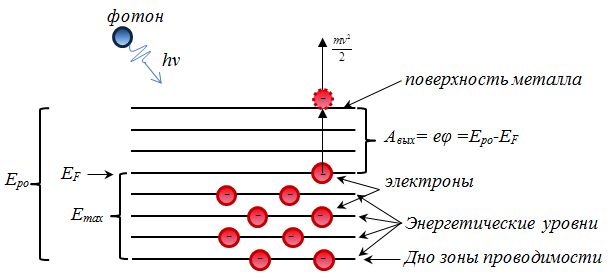 фотон
hν
mv²/2
поверхность металла
Aвых= eφ =Epo-EF
EF
электроны
Epo
Emax
Энергетические уровни
Дно зоны проводимости